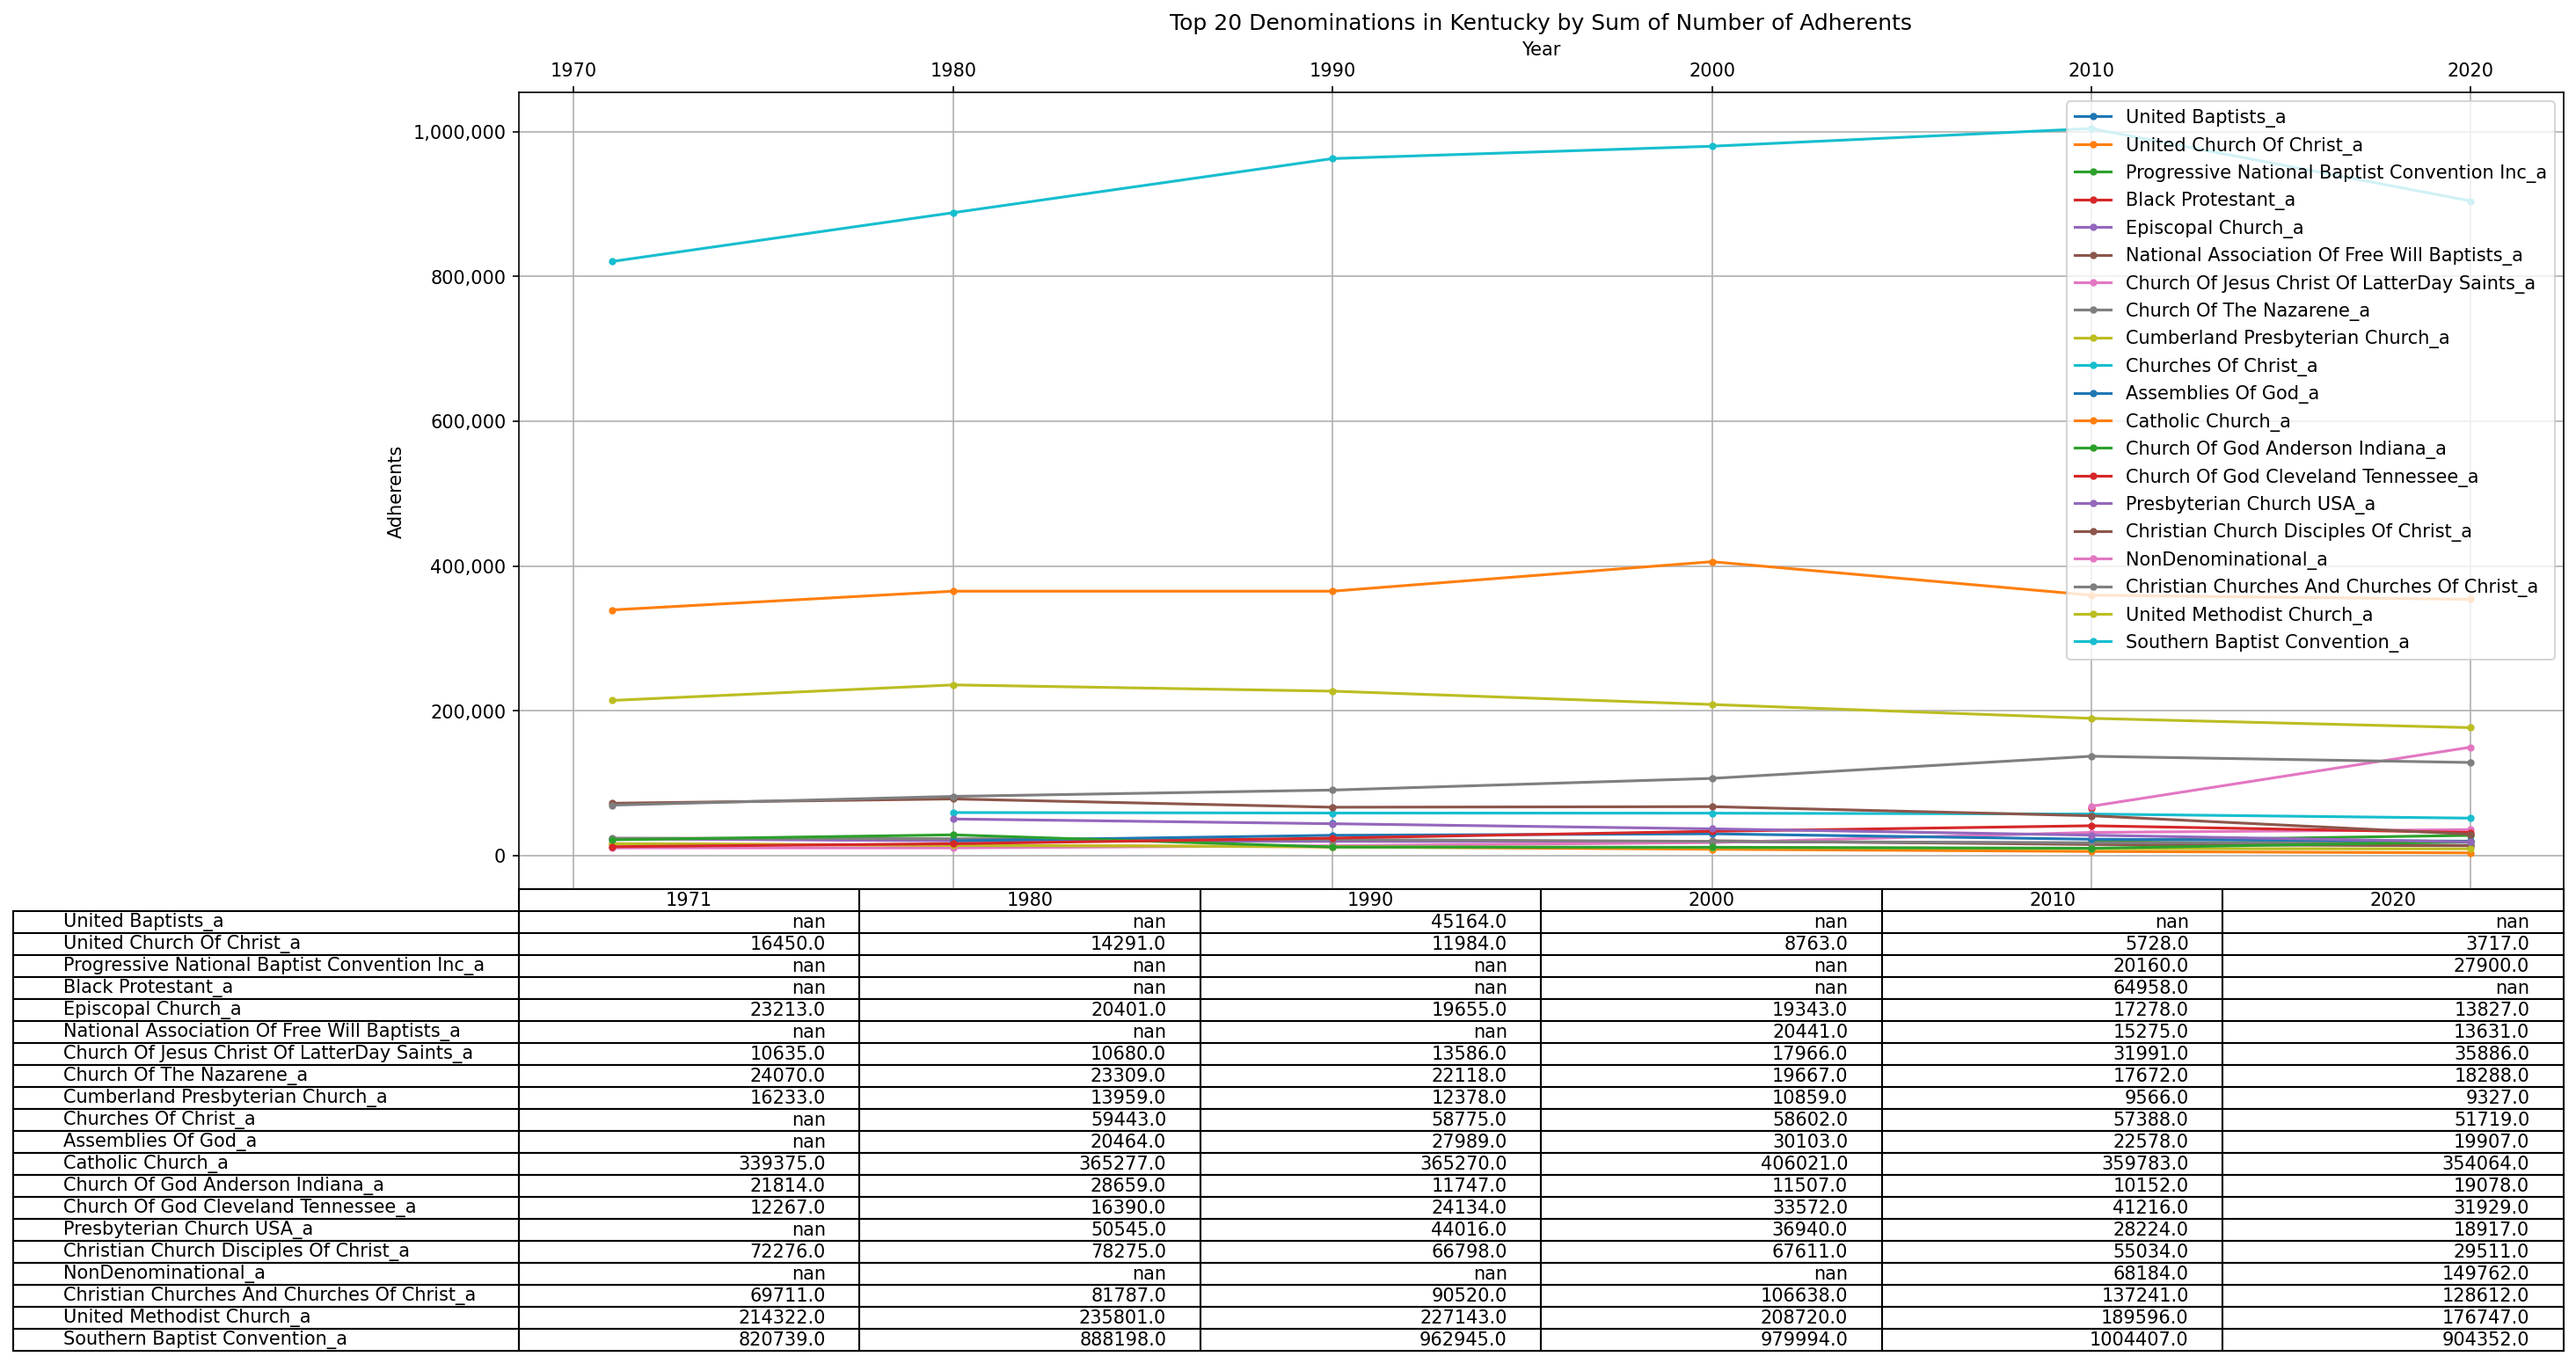 Top 20 Denominations in Kentucky by Sum of Number of Adherents
Year
1970 1980 1990 2000 2010 2020
1,000,000
800,000
600,000
400,000
200,000
0
Adherents
United Baptists_a
United Church Of Christ_a
Progressive National Baptist Convention Inc_a
Black Protestant_a
Episcopal Church_a
National Association Of Free Will Baptists_a
Church Of Jesus Christ Of LatterDay Saints_a
Church Of The Nazarene_a
Cumberland Presbyterian Church_a
Churches Of Christ_a
Assemblies Of God_a
Catholic Church_a
Church Of God Anderson Indiana_a
Church Of God Cleveland Tennessee_a
Presbyterian Church USA_a
Christian Church Disciples Of Christ_a
NonDenominational_a
Christian Churches And Churches Of Christ_a
United Methodist Church_a
Southern Baptist Convention_a
1971 1980 1990 2000 2010 2020
United Baptists_a nan nan 45164.0 nan nan nan
United Church Of Christ_a 16450.0 14291.0 11984.0 8763.0 5728.0 3717.0
Progressive National Baptist Convention Inc_a nan nan nan nan 20160.0 27900.0
Black Protestant_a nan nan nan nan 64958.0 nan
Episcopal Church_a 23213.0 20401.0 19655.0 19343.0 17278.0 13827.0
National Association Of Free Will Baptists_a nan nan nan 20441.0 15275.0 13631.0
Church Of Jesus Christ Of LatterDay Saints_a 10635.0 10680.0 13586.0 17966.0 31991.0 35886.0
Church Of The Nazarene_a 24070.0 23309.0 22118.0 19667.0 17672.0 18288.0
Cumberland Presbyterian Church_a 16233.0 13959.0 12378.0 10859.0 9566.0 9327.0
Churches Of Christ_a nan 59443.0 58775.0 58602.0 57388.0 51719.0
Assemblies Of God_a nan 20464.0 27989.0 30103.0 22578.0 19907.0
Catholic Church_a 339375.0 365277.0 365270.0 406021.0 359783.0 354064.0
Church Of God Anderson Indiana_a 21814.0 28659.0 11747.0 11507.0 10152.0 19078.0
Church Of God Cleveland Tennessee_a 12267.0 16390.0 24134.0 33572.0 41216.0 31929.0
Presbyterian Church USA_a nan 50545.0 44016.0 36940.0 28224.0 18917.0
Christian Church Disciples Of Christ_a 72276.0 78275.0 66798.0 67611.0 55034.0 29511.0
NonDenominational_a nan nan nan nan 68184.0 149762.0
Christian Churches And Churches Of Christ_a 69711.0 81787.0 90520.0 106638.0 137241.0 128612.0
United Methodist Church_a 214322.0 235801.0 227143.0 208720.0 189596.0 176747.0
Southern Baptist Convention_a 820739.0 888198.0 962945.0 979994.0 1004407.0 904352.0